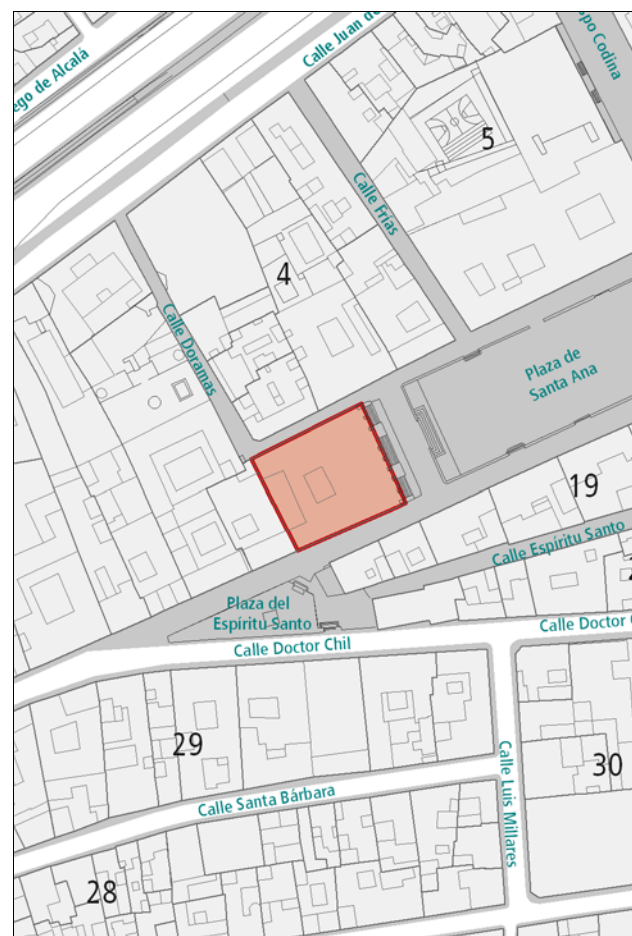 Calle Juan de
ego de Alcalá
opo Codina
5
Calle Frías
4
Calle Doramas
Plaza de
Santa Ana
19
Calle Espíritu Santo
Plaza del
Espíritu Santo
Calle Doctor
Calle Doctor Chil
29
30
Calle Luis Millares
Calle Santa Bárbara
28